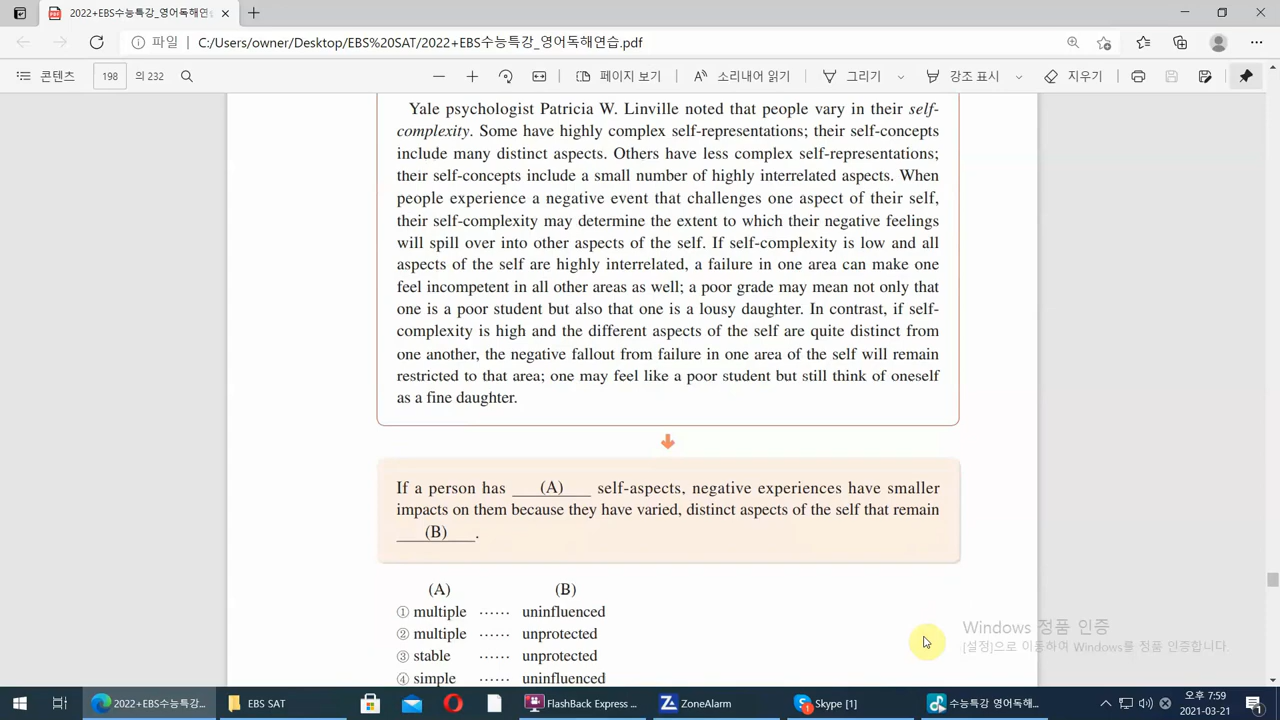 2022+EBS수능특강_영어독해연습
파일 C:/Users/owner/Desktop/EBS%20SAT/2022+EBS수능특강_영어독해연습.pdf
콘텐츠 198 의 232 페이지 보기 소리내어 읽기 그리기 강조 표시 지우기
Yale psychologist Patricia W. Linville noted that people vary in their self-
complexity. Some have highly complex self-representations; their self-concepts
include many distinct aspects. Others have less complex self-representations;
their self-concepts include a small number of highly interrelated aspects. When
people experience a negative event that challenges one aspect of their self,
their self-complexity may determine the extent to which their negative feelings
will spill over into other aspects of the self. If self-complexity is low and all
aspects of the self are highly interrelated, a failure in one area can make one
feel incompetent in all other areas as well; a poor grade may mean not only that
one is a poor student but also that one is a lousy daughter. In contrast, if self-
complexity is high and the different aspects of the self are quite distinct from
one another, the negative fallout from failure in one area of the self will remain
restricted to that area; one may feel like a poor student but still think of oneself
as a fine daughter.
If a person has (A) self-aspects, negative experiences have smaller
impacts on them because they have varied, distinct aspects of the self that remain
(B) .
(A) (B)
① multiple ⋯⋯ uninfluenced
② multiple ⋯⋯ unprotected
③ stable ⋯⋯ unprotected
④ simple ⋯⋯ uninfluenced
Windows 정품 인증
[설정]으로 이동하여 Windows를 정품 인증합니다.
2022+EBS수능특강... EBS SAT FlashBack Express ... ZoneAlarm Skype [1] 수능특강 영어독해... 오후 7:59
2021-03-21